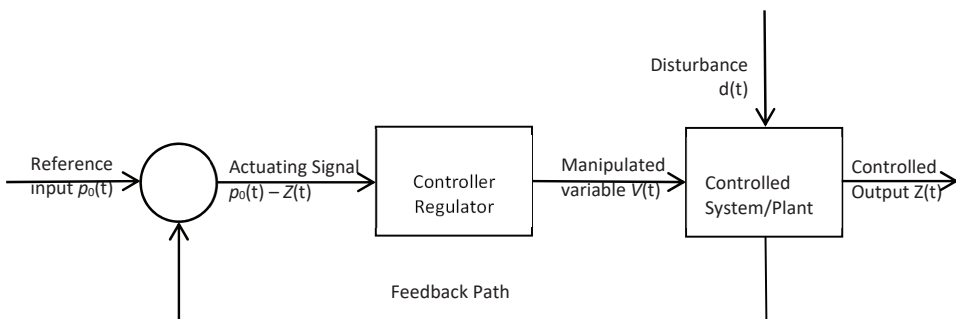 Disturbance
d(t)
Reference
input p₀(t)
Actuating Signal
p₀(t) – Z(t)
Controller
Regulator
Manipulated
variable V(t)
Controlled
System/Plant
Controlled
Output Z(t)
Feedback Path